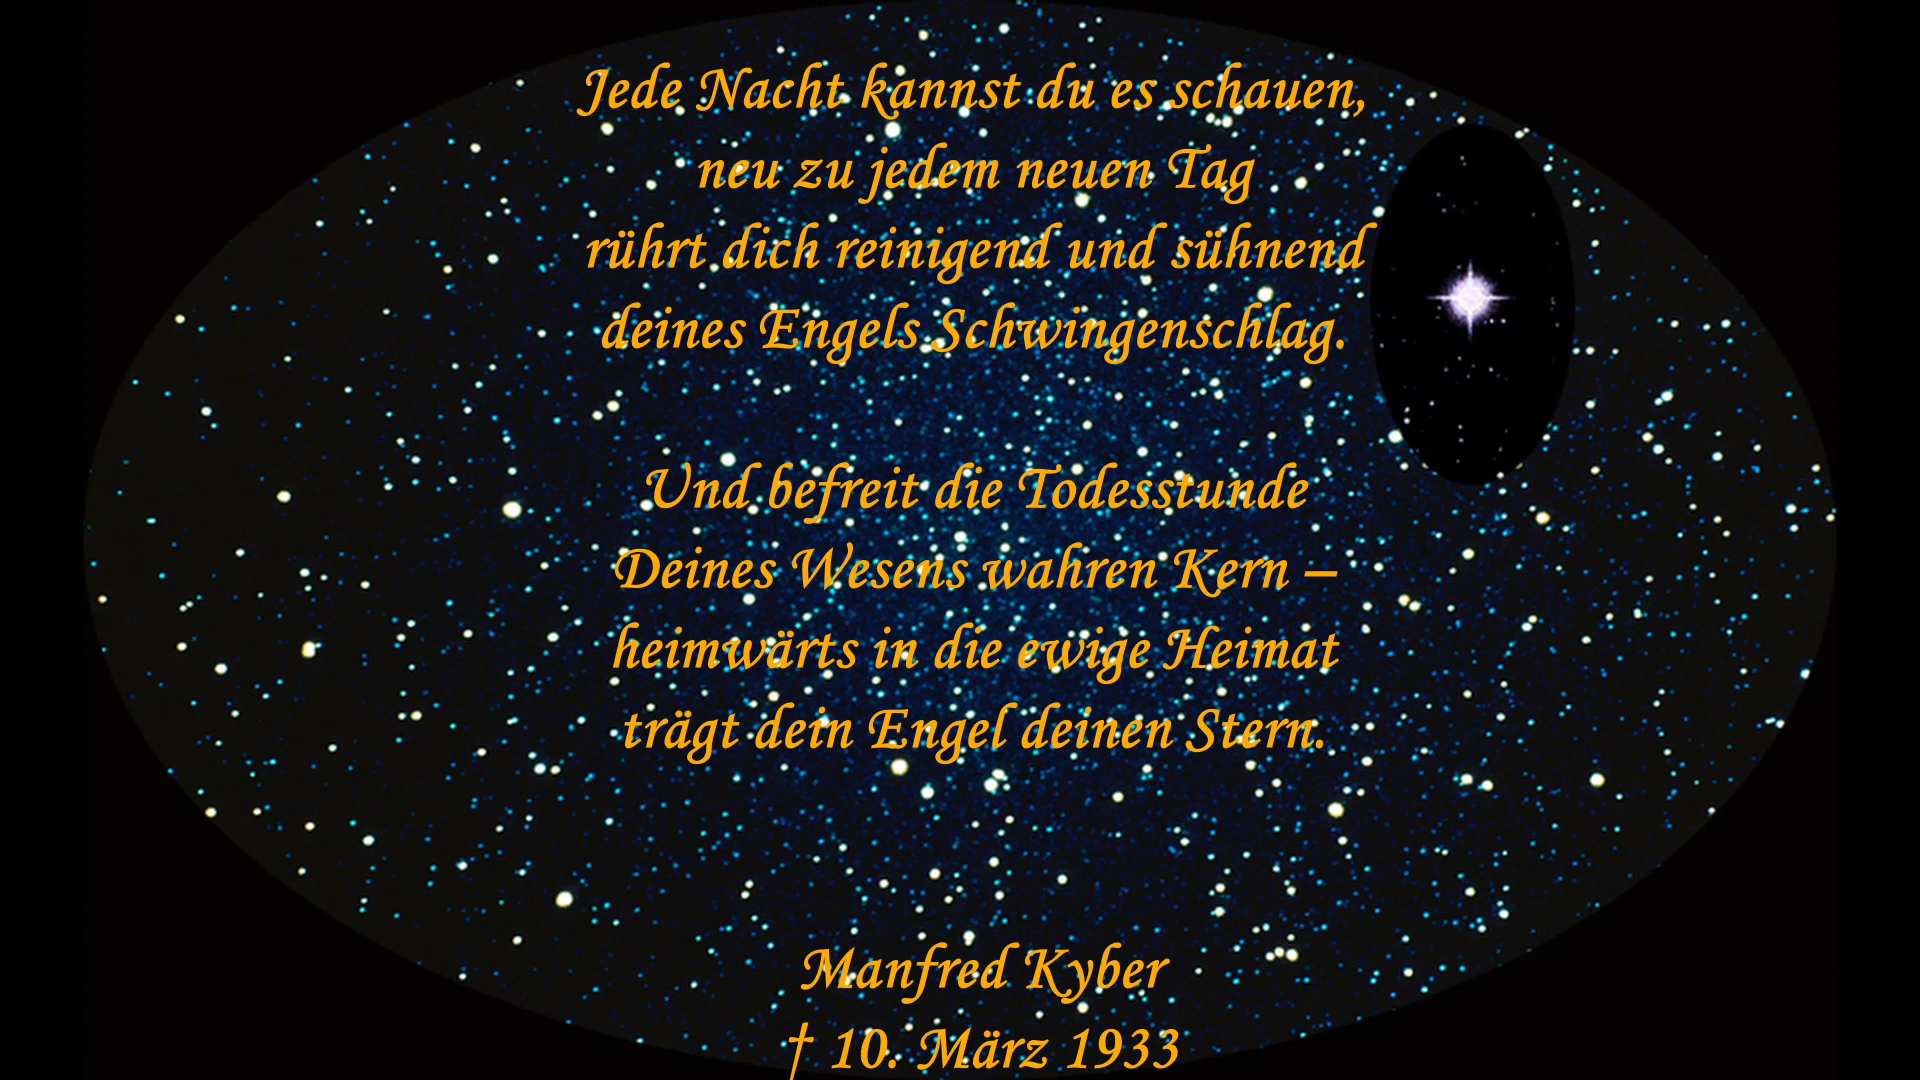 Jede Nacht kannst du es schauen,
neu zu jedem neuen Tag
rührt dich reinigend und sühnend
deines Engels Schwingenschlag.
Und befreit die Todesstunde
Deines Wesens wahren Kern –
heimwärts in die ewige Heimat
trägt dein Engel deinen Stern.
Manfred Kyber
† 10. März 1933